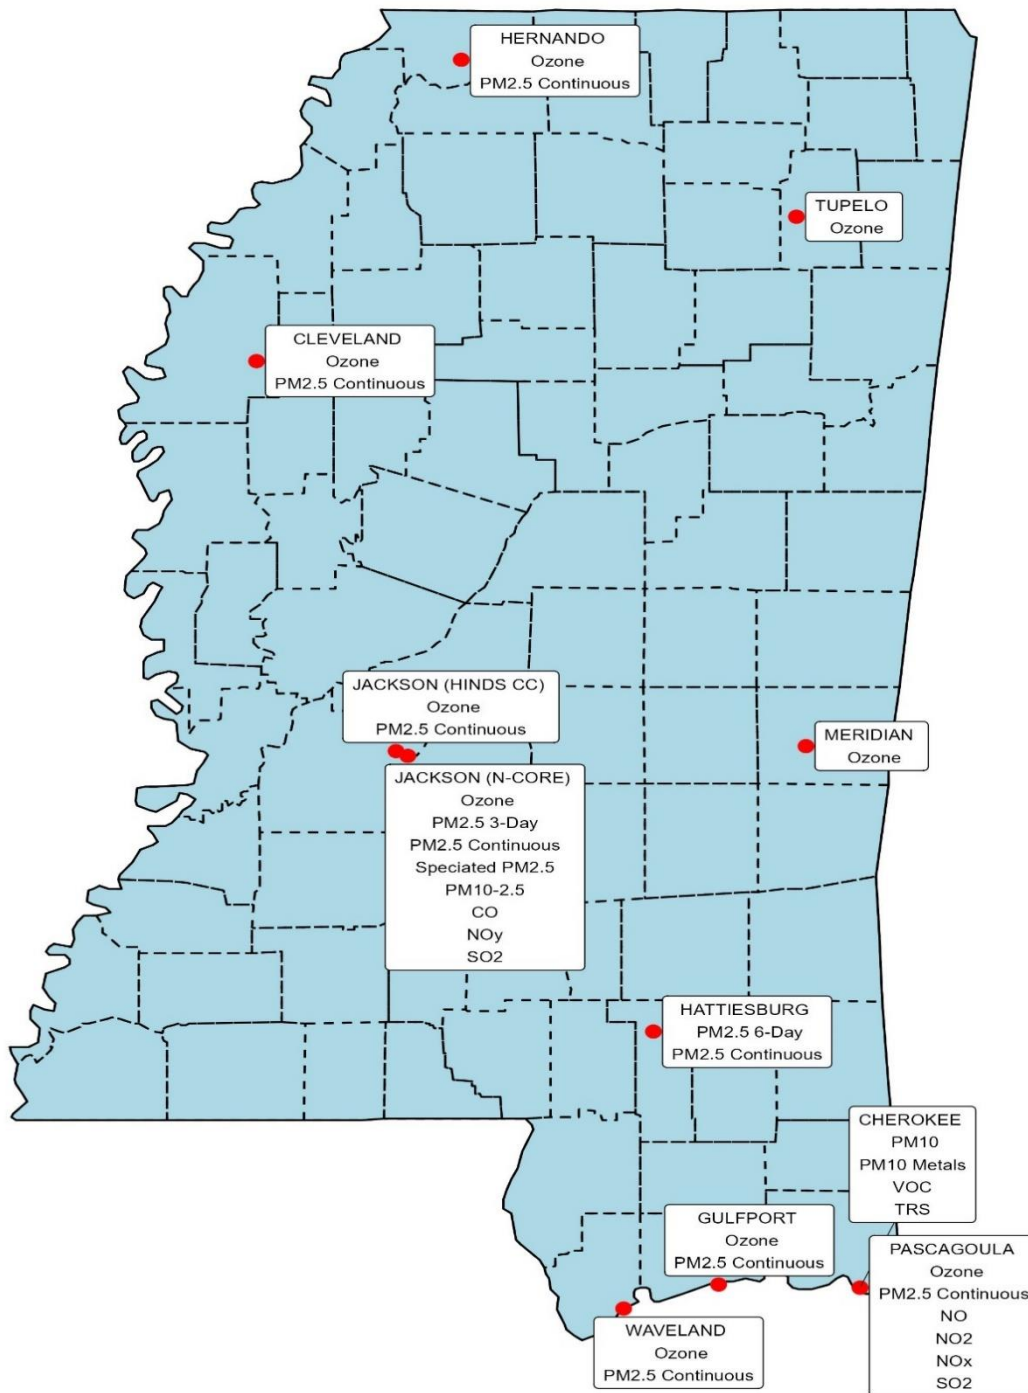 HERNANDO
Ozone
PM2.5 Continuous
TUPELO
Ozone
CLEVELAND
Ozone
PM2.5 Continuous
JACKSON (HINDS CC)
Ozone
PM2.5 Continuous
MERIDIAN
Ozone
JACKSON (N-CORE)
Ozone
PM2.5 3-Day
PM2.5 Continuous
Speciated PM2.5
PM10-2.5
CO
NOy
SO2
HATTIESBURG
PM2.5 6-Day
PM2.5 Continuous
CHEROKEE
PM10
PM10 Metals
VOC
TRS
GULFPORT
Ozone
PM2.5 Continuous
PASCAGOULA
Ozone
PM2.5 Continuous
NO
NO2
NOx
SO2
WAVELAND
Ozone
PM2.5 Continuous